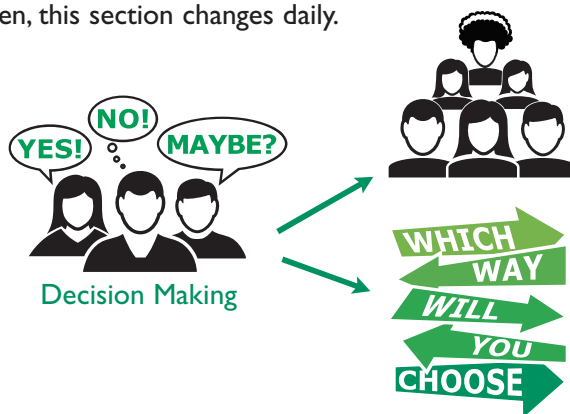 en, this section changes daily.
YES!
NO!
MAYBE?
Decision Making
WHICH
WAY
WILL
YOU
CHOOSE